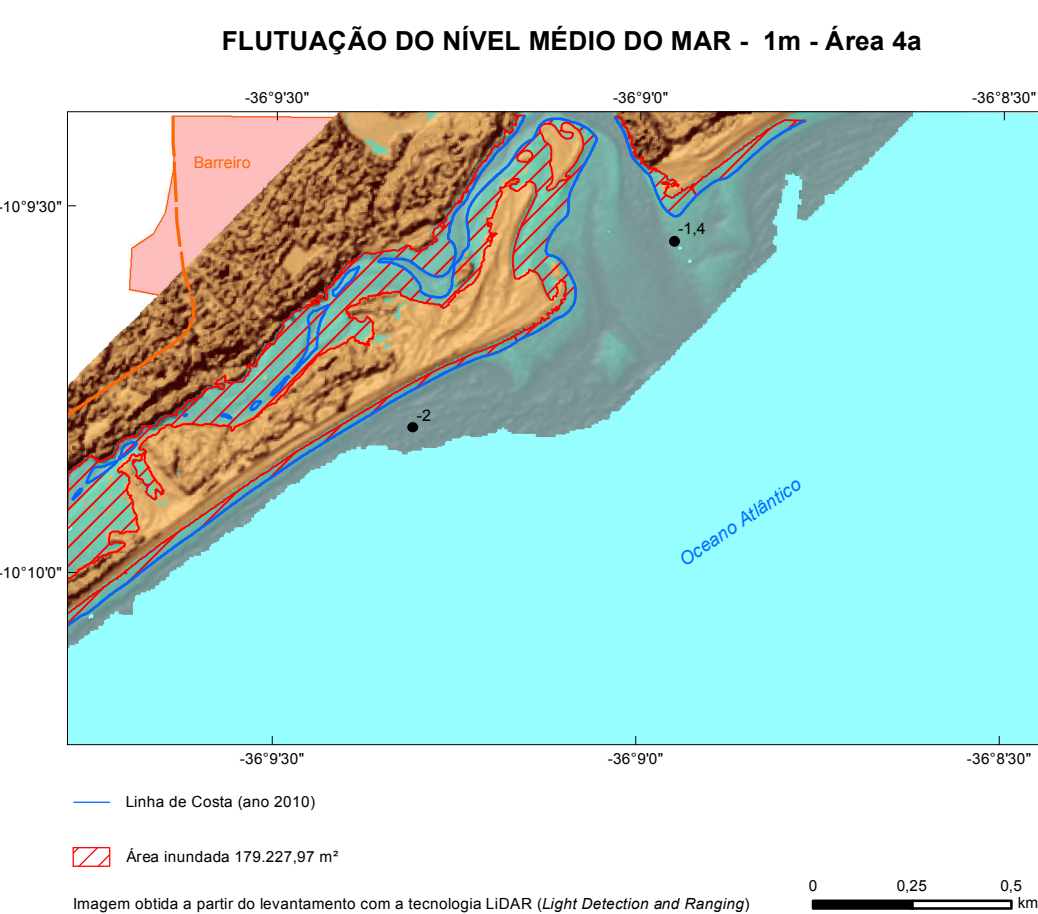 FLUTUAÇÃO DO NÍVEL MÉDIO DO MAR - 1m - Área 4a
-36°9'30" -36°9'0" -36°8'30"
Barreiro
-10°9'30"
-1,4
-2
Oceano Atlântico
-10°10'0"
-36°9'30" -36°9'0" -36°8'30"
Linha de Costa (ano 2010)
Área inundada 179.227,97 m²
0 0,25 0,5
km
Imagem obtida a partir do levantamento com a tecnologia LiDAR (Light Detection and Ranging)